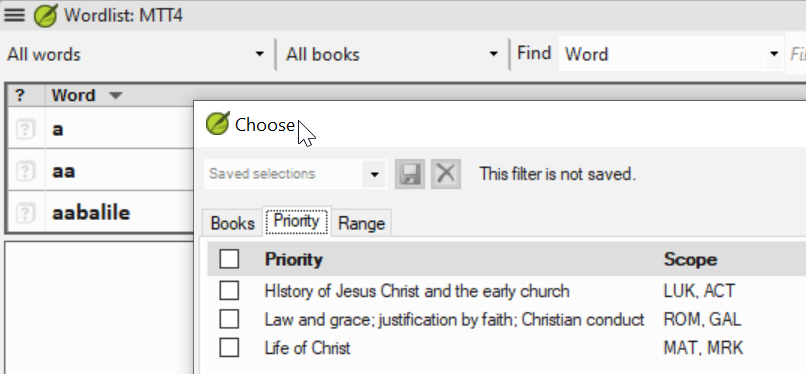 Wordlist: MTT4
All words All books Find Word
? Word
a
aa
aabalile
Choose
Saved selections This filter is not saved.
Books Priority Range
Priority Scope
HIstory of Jesus Christ and the early church LUK, ACT
Law and grace; justification by faith; Christian conduct ROM, GAL
Life of Christ MAT, MRK